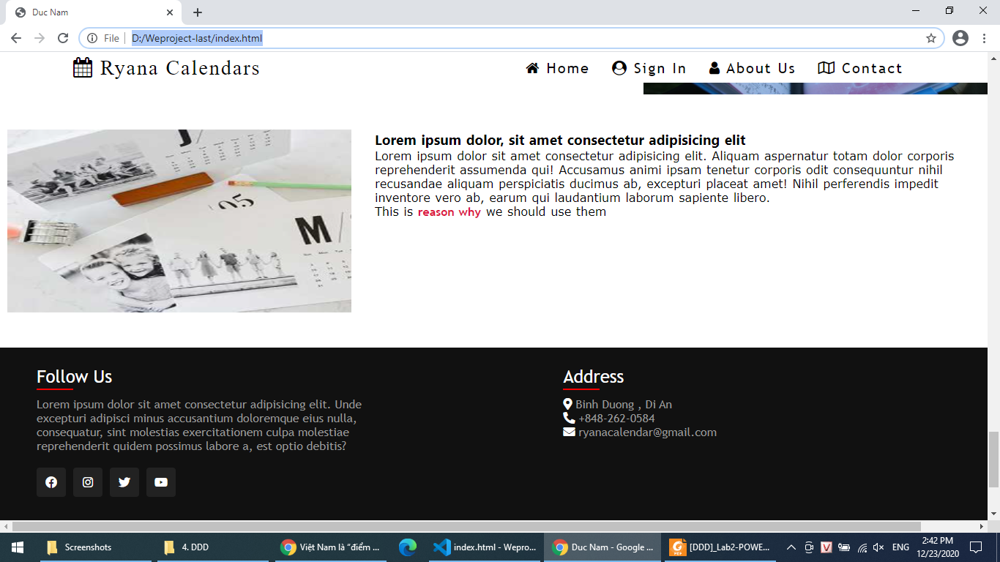 Duc Nam
File
D:/Weproject-last/index.html
Ryana Calendars
Home
Sign In
About Us
Contact
J/
05
M/
Lorem ipsum dolor, sit amet consectetur adipisicing elit
Lorem ipsum dolor sit amet consectetur adipisicing elit. Aliquam aspernatur totam dolor corporis
reprehenderit assumenda qui! Accusamus animi ipsam tenetur corporis odit consequuntur nihil
recusandae aliquam perspiciatis ducimus ab, excepturi placeat amet! Nihil perferendis impedit
inventore vero ab, earum qui laudantium laborum sapiente libero.
This is reason why we should use them
Follow Us
Lorem ipsum dolor sit amet consectetur adipisicing elit. Unde
excepturi adipisci minus accusantium doloremque eius nulla,
consequatur, sint molestias exercitationem culpa molestiae
reprehenderit quidem possimus labore a, est optio debitis?
Address
Binh Duong , Di An
+848-262-0584
ryanacalendar@gmail.com
Screenshots
4. DDD
Việt Nam là "điểm ...
index.html - Wepro...
Duc Nam - Google ...
[DDD]_Lab2-POWE...
ENG
2:42 PM
12/23/2020